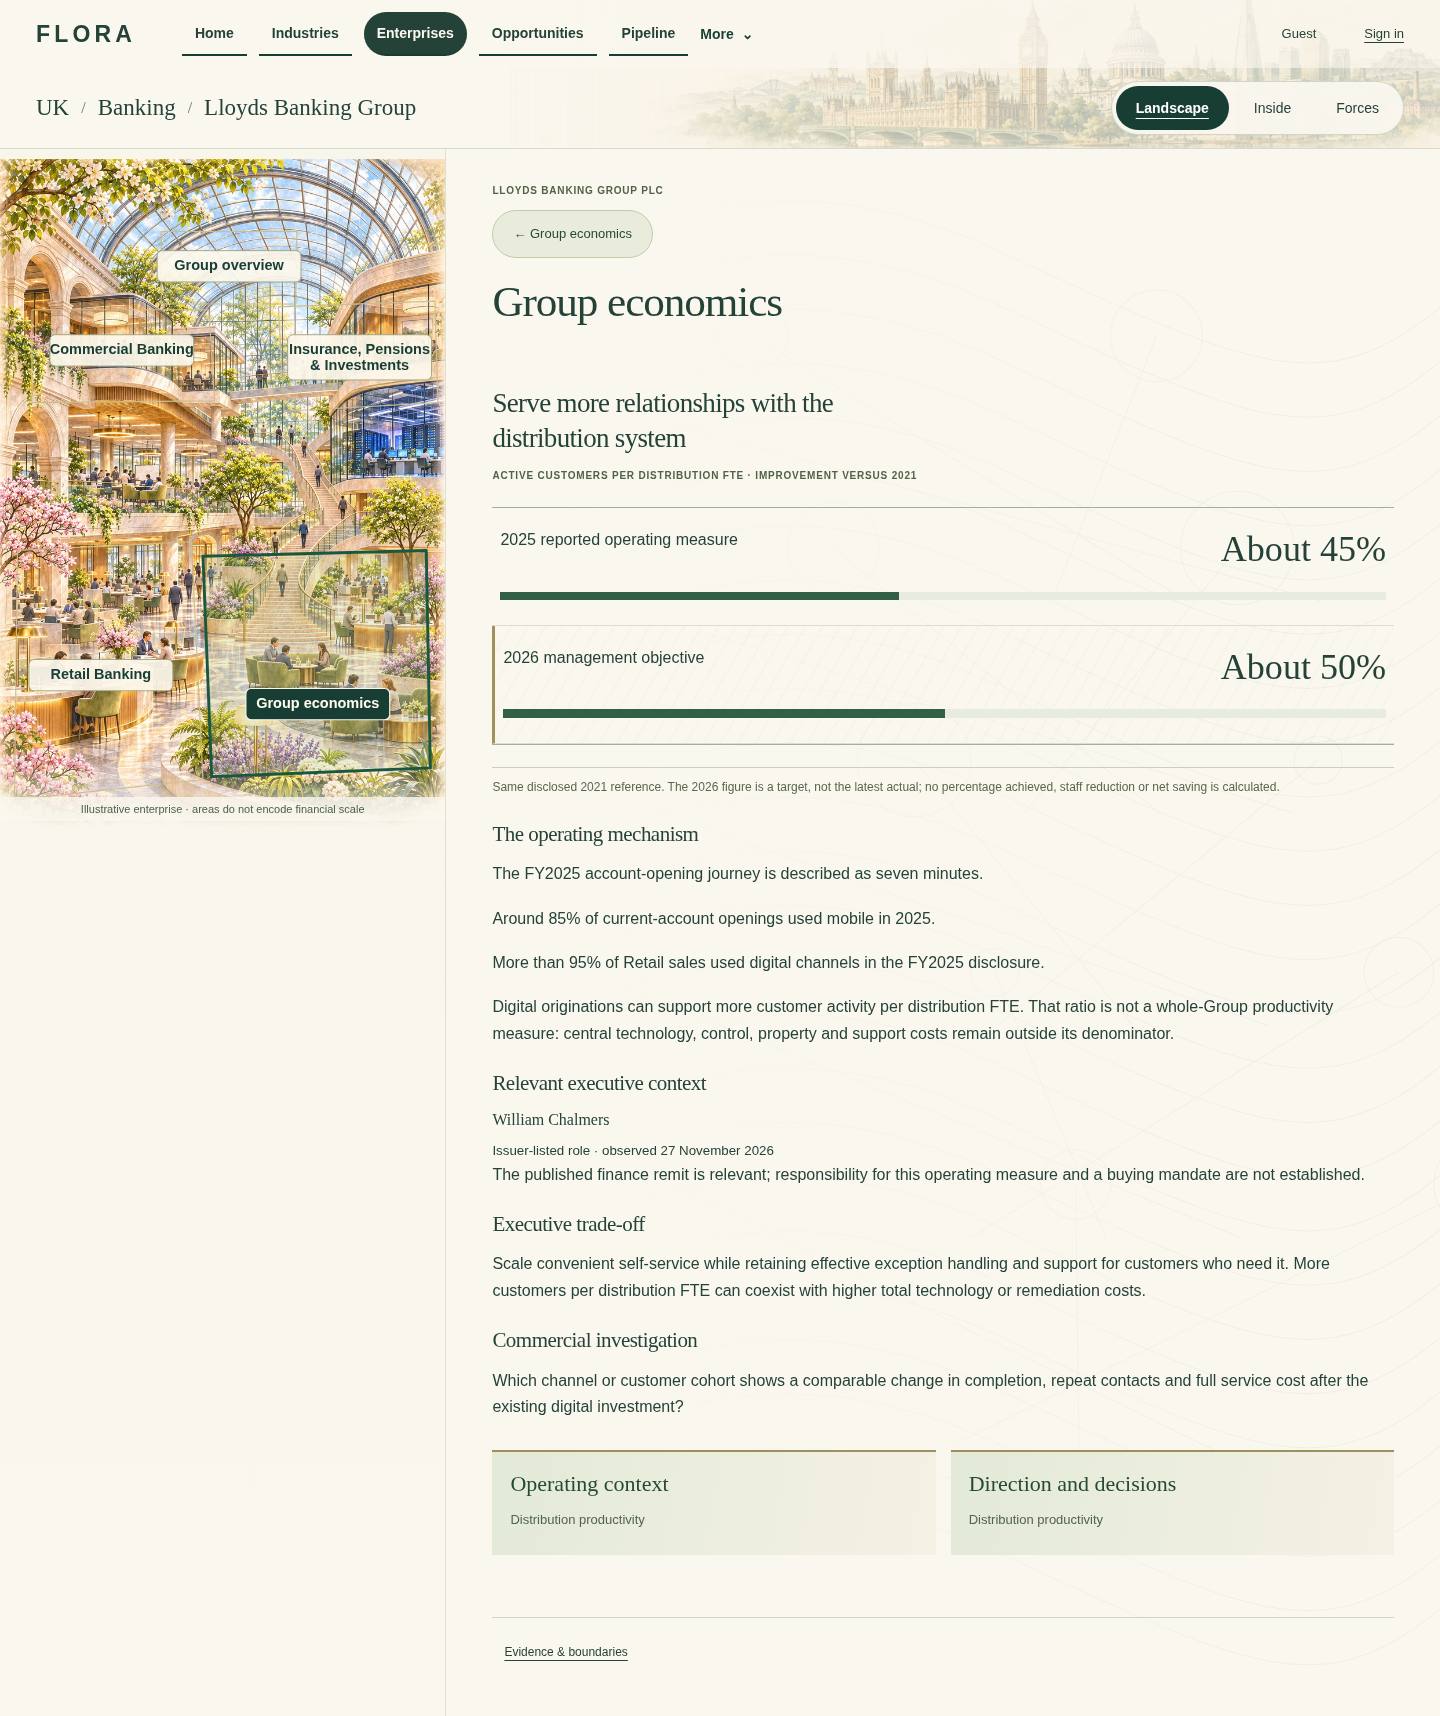 FLORA
Home
Industries
Enterprises
Opportunities
Pipeline
More
Guest
Sign in
UK / Banking / Lloyds Banking Group
Landscape
Inside
Forces
Group overview
Commercial Banking
Insurance, Pensions
& Investments
Retail Banking
Group economics
Illustrative enterprise · areas do not encode financial scale
LLOYDS BANKING GROUP PLC
← Group economics
Group economics
Serve more relationships with the
distribution system
ACTIVE CUSTOMERS PER DISTRIBUTION FTE · IMPROVEMENT VERSUS 2021
2025 reported operating measure
About 45%
2026 management objective
About 50%
Same disclosed 2021 reference. The 2026 figure is a target, not the latest actual; no percentage achieved, staff reduction or net saving is calculated.
The operating mechanism
The FY2025 account-opening journey is described as seven minutes.
Around 85% of current-account openings used mobile in 2025.
More than 95% of Retail sales used digital channels in the FY2025 disclosure.
Digital originations can support more customer activity per distribution FTE. That ratio is not a whole-Group productivity
measure: central technology, control, property and support costs remain outside its denominator.
Relevant executive context
William Chalmers
Issuer-listed role · observed 27 November 2026
The published finance remit is relevant; responsibility for this operating measure and a buying mandate are not established.
Executive trade-off
Scale convenient self-service while retaining effective exception handling and support for customers who need it. More
customers per distribution FTE can coexist with higher total technology or remediation costs.
Commercial investigation
Which channel or customer cohort shows a comparable change in completion, repeat contacts and full service cost after the
existing digital investment?
Operating context
Distribution productivity
Direction and decisions
Distribution productivity
Evidence & boundaries